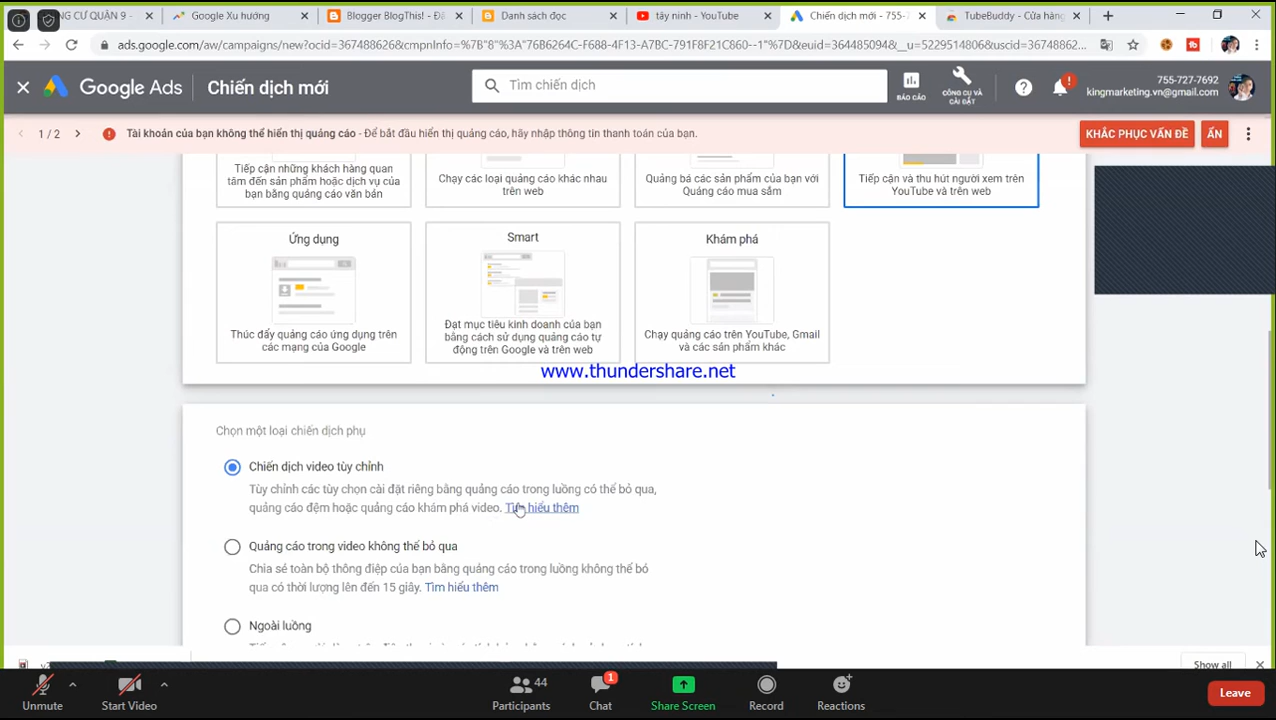 UNG CƯ QUẬN 9 -
Google Xu hướng
Blogger BlogThis! - Đá
Danh sách đọc
tây ninh - YouTube
Chiến dịch mới - 755-7
TubeBuddy - Cửa hàng
ads.google.com/aw/campaigns/new?ocid=367488626&cmpnInfo=%7B"8"%3A"6B6264C-F688-4F13-A7BC-791F8F21C860--1"%7D&euid=364485094&__u=5229514806&uscid=36748862...
Google Ads
Chiến dịch mới
Tìm chiến dịch
BÁO CÁO
CÔNG CỤ VÀ
CÀI ĐẶT
755-727-7692
kingmarketing.vn@gmail.com
1 / 2
Tài khoản của bạn không thể hiển thị quảng cáo - Để bắt đầu hiển thị quảng cáo, hãy nhập thông tin thanh toán của bạn.
KHẮC PHỤC VẤN ĐỀ
ẨN
Tiếp cận những khách hàng quan
tâm đến sản phẩm hoặc dịch vụ của
bạn bằng quảng cáo văn bản
Chạy các loại quảng cáo khác nhau
trên web
Quảng bá các sản phẩm của bạn với
Quảng cáo mua sắm
Tiếp cận và thu hút người xem trên
YouTube và trên web
Ứng dụng
Thúc đẩy quảng cáo ứng dụng trên
các mạng của Google
Smart
Đạt mục tiêu kinh doanh của bạn
bằng cách sử dụng quảng cáo tự
động trên Google và trên web
Khám phá
Chạy quảng cáo trên YouTube, Gmail
và các sản phẩm khác
www.thundershare.net
Chọn một loại chiến dịch phụ
Chiến dịch video tùy chỉnh
Tùy chỉnh các tùy chọn cài đặt riêng bằng quảng cáo trong luồng có thể bỏ qua,
quảng cáo đệm hoặc quảng cáo khám phá video. Tìm hiểu thêm
Quảng cáo trong video không thể bỏ qua
Chia sẻ toàn bộ thông điệp của bạn bằng quảng cáo trong luồng không thể bỏ
qua có thời lượng lên đến 15 giây. Tìm hiểu thêm
Ngoài luồng
Show all
Unmute
Start Video
44
Participants
1
Chat
Share Screen
Record
Reactions
Leave